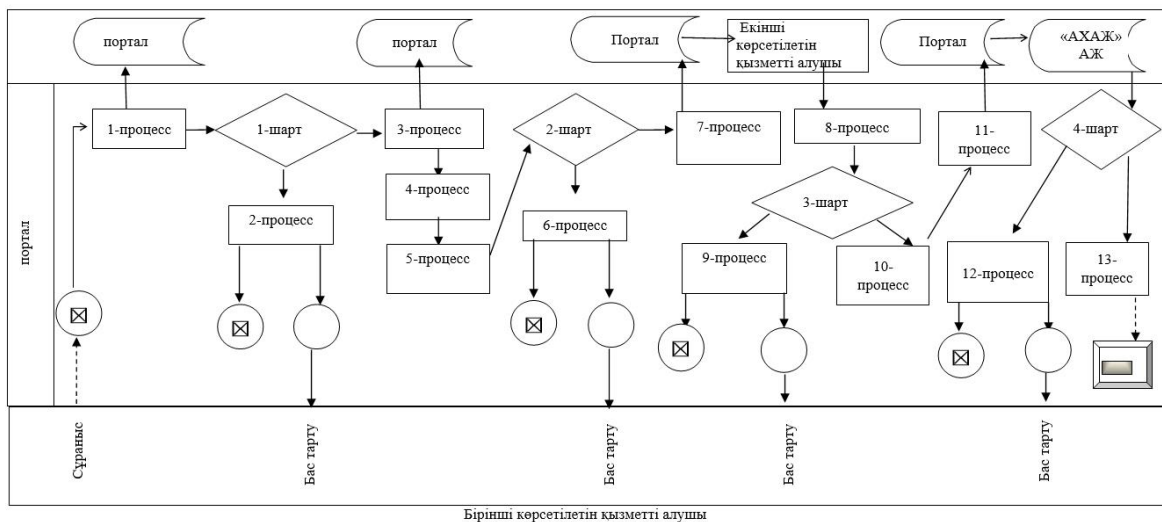 портал
портал
Портал
Екінші
көрсетілетін
қызметті алушы
Портал
«АХАЖ»
АЖ
портал
1-процесс
1-шарт
2-процесс
3-процесс
4-процесс
5-процесс
2-шарт
6-процесс
7-процесс
8-процесс
3-шарт
9-процесс
10-
процесс
11-
процесс
4-шарт
12-процесс
13-
процесс
Сұраныс
Бас тарту
Бас тарту
Бас тарту
Бас тарту
Бірінші көрсетілетін қызметті алушы